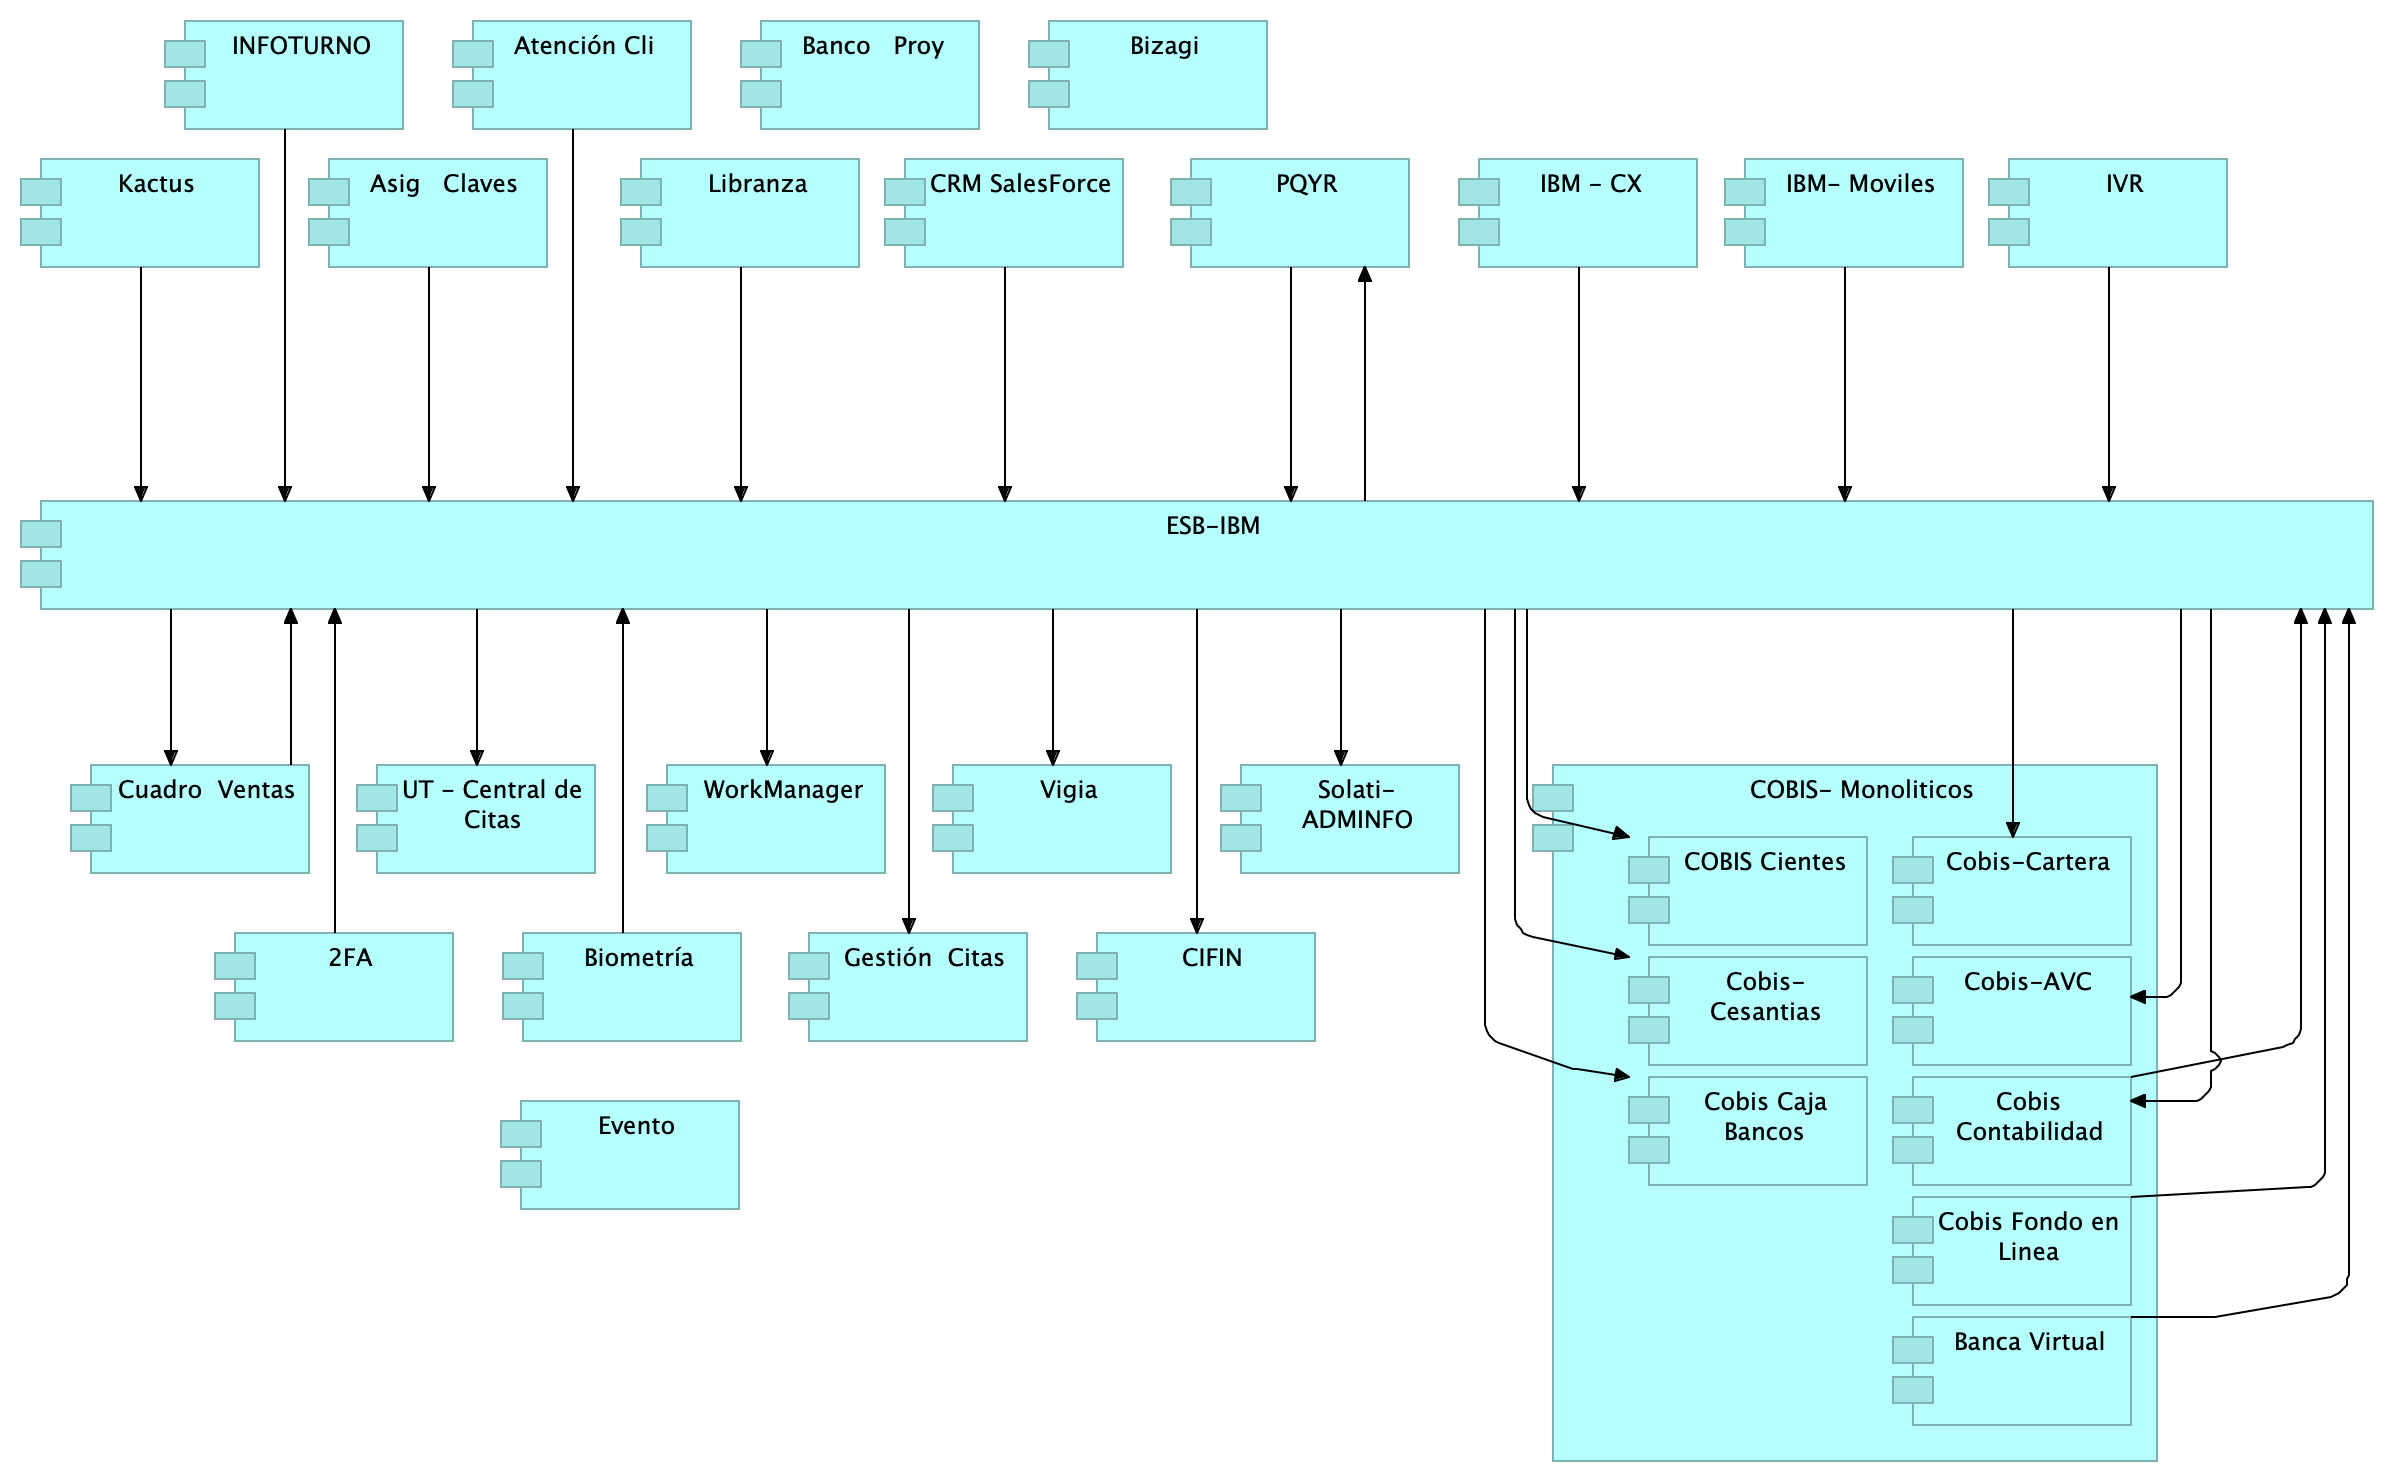 INFOTURNO
Atención Cli
Banco   Proy
Bizagi
Kactus
Asig   Claves
Libranza
CRM SalesForce
PQYR
IBM - CX
IBM- Moviles
IVR
ESB-IBM
Cuadro  Ventas
UT - Central de
Citas
WorkManager
Vigia
Solati-
ADMINFO
COBIS- Monoliticos
COBIS Cientes
Cobis-Cartera
2FA
Biometría
Gestión  Citas
CIFIN
Cobis-
Cesantias
Cobis-AVC
Evento
Cobis Caja
Bancos
Cobis
Contabilidad
Cobis Fondo en
Linea
Banca Virtual